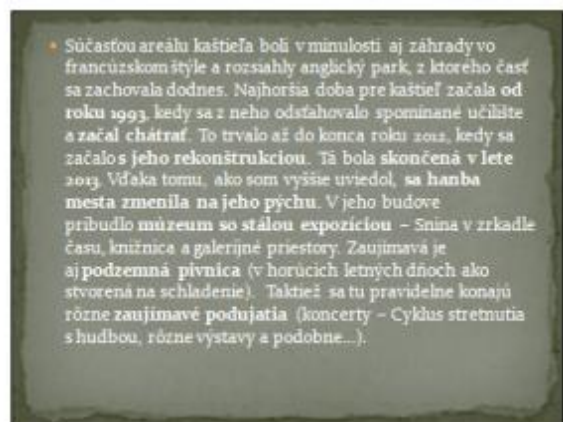 • Súčasťou areálu kaštieľa boli v minulosti aj záhrady vo
francúzskom štýle a rozsiahly anglický park, z ktorého časť
sa zachovala dodnes. Najhoršia doba pre kaštieľ začala od
roku 1993, kedy sa z neho odsťahovalo spomínané učilište
a začal chátrať. To trvalo až do konca roku 2012, kedy sa
začalo s jeho rekonštrukciou. Tá bola skončená v lete
2013. Vďaka tomu, ako som vyššie uviedol, sa hanba
mesta zmenila na jeho pýchu. V jeho budove
pribudlo múzeum so stálou expozíciou – Snina v zrkadle
času, knižnica a galerijné priestory. Zaujímavá je
aj podzemná pivnica (v horúcich letných dňoch ako
stvorená na schladenie). Taktiež sa tu pravidelne konajú
rôzne zaujímavé podujatia (koncerty – Cyklus stretnutia
s hudbou, rôzne výstavy a podobne...).